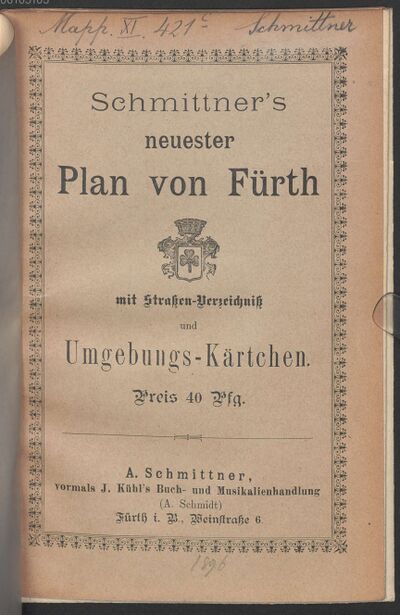 Mapp. XI. 421 c Schmittner
Schmittner's
neuester
Plan von Fürth
mit Straßen-Verzeichniß
und
Umgebungs-Kärtchen.
Preis 40 Pfg.
A. Schmittner,
vormals J. Kühl's Buch- und Musikalienhandlung
(A. Schmidt)
Fürth i. B., Weinstraße 6.
1896